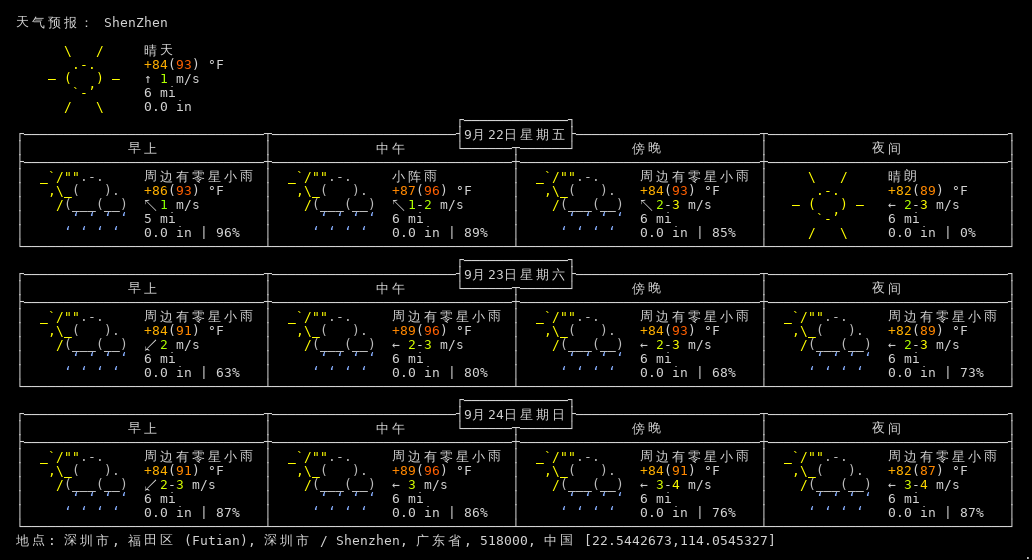 天气预报： ShenZhen
晴天
+84(93) °F
↑ 1 m/s
6 mi
0.0 in
9月22日星期五
早上 中午 傍晚 夜间
周边有零星小雨 小阵雨 周边有零星小雨 晴朗
+86(93) °F +87(96) °F +84(93) °F +82(89) °F
↖ 1 m/s ↖ 1-2 m/s ↖ 2-3 m/s ← 2-3 m/s
5 mi 6 mi 6 mi 6 mi
0.0 in | 96% 0.0 in | 89% 0.0 in | 85% 0.0 in | 0%
9月23日星期六
早上 中午 傍晚 夜间
周边有零星小雨 周边有零星小雨 周边有零星小雨 周边有零星小雨
+84(91) °F +89(96) °F +84(93) °F +82(89) °F
↙ 2 m/s ← 2-3 m/s ← 2-3 m/s ← 2-3 m/s
6 mi 6 mi 6 mi 6 mi
0.0 in | 63% 0.0 in | 80% 0.0 in | 68% 0.0 in | 73%
9月24日星期日
早上 中午 傍晚 夜间
周边有零星小雨 周边有零星小雨 周边有零星小雨 周边有零星小雨
+84(91) °F +89(96) °F +84(91) °F +82(87) °F
↙ 2-3 m/s ← 3 m/s ← 3-4 m/s ← 3-4 m/s
6 mi 6 mi 6 mi 6 mi
0.0 in | 87% 0.0 in | 86% 0.0 in | 76% 0.0 in | 87%
地点: 深圳市, 福田区 (Futian), 深圳市 / Shenzhen, 广东省, 518000, 中国 [22.5442673,114.0545327]